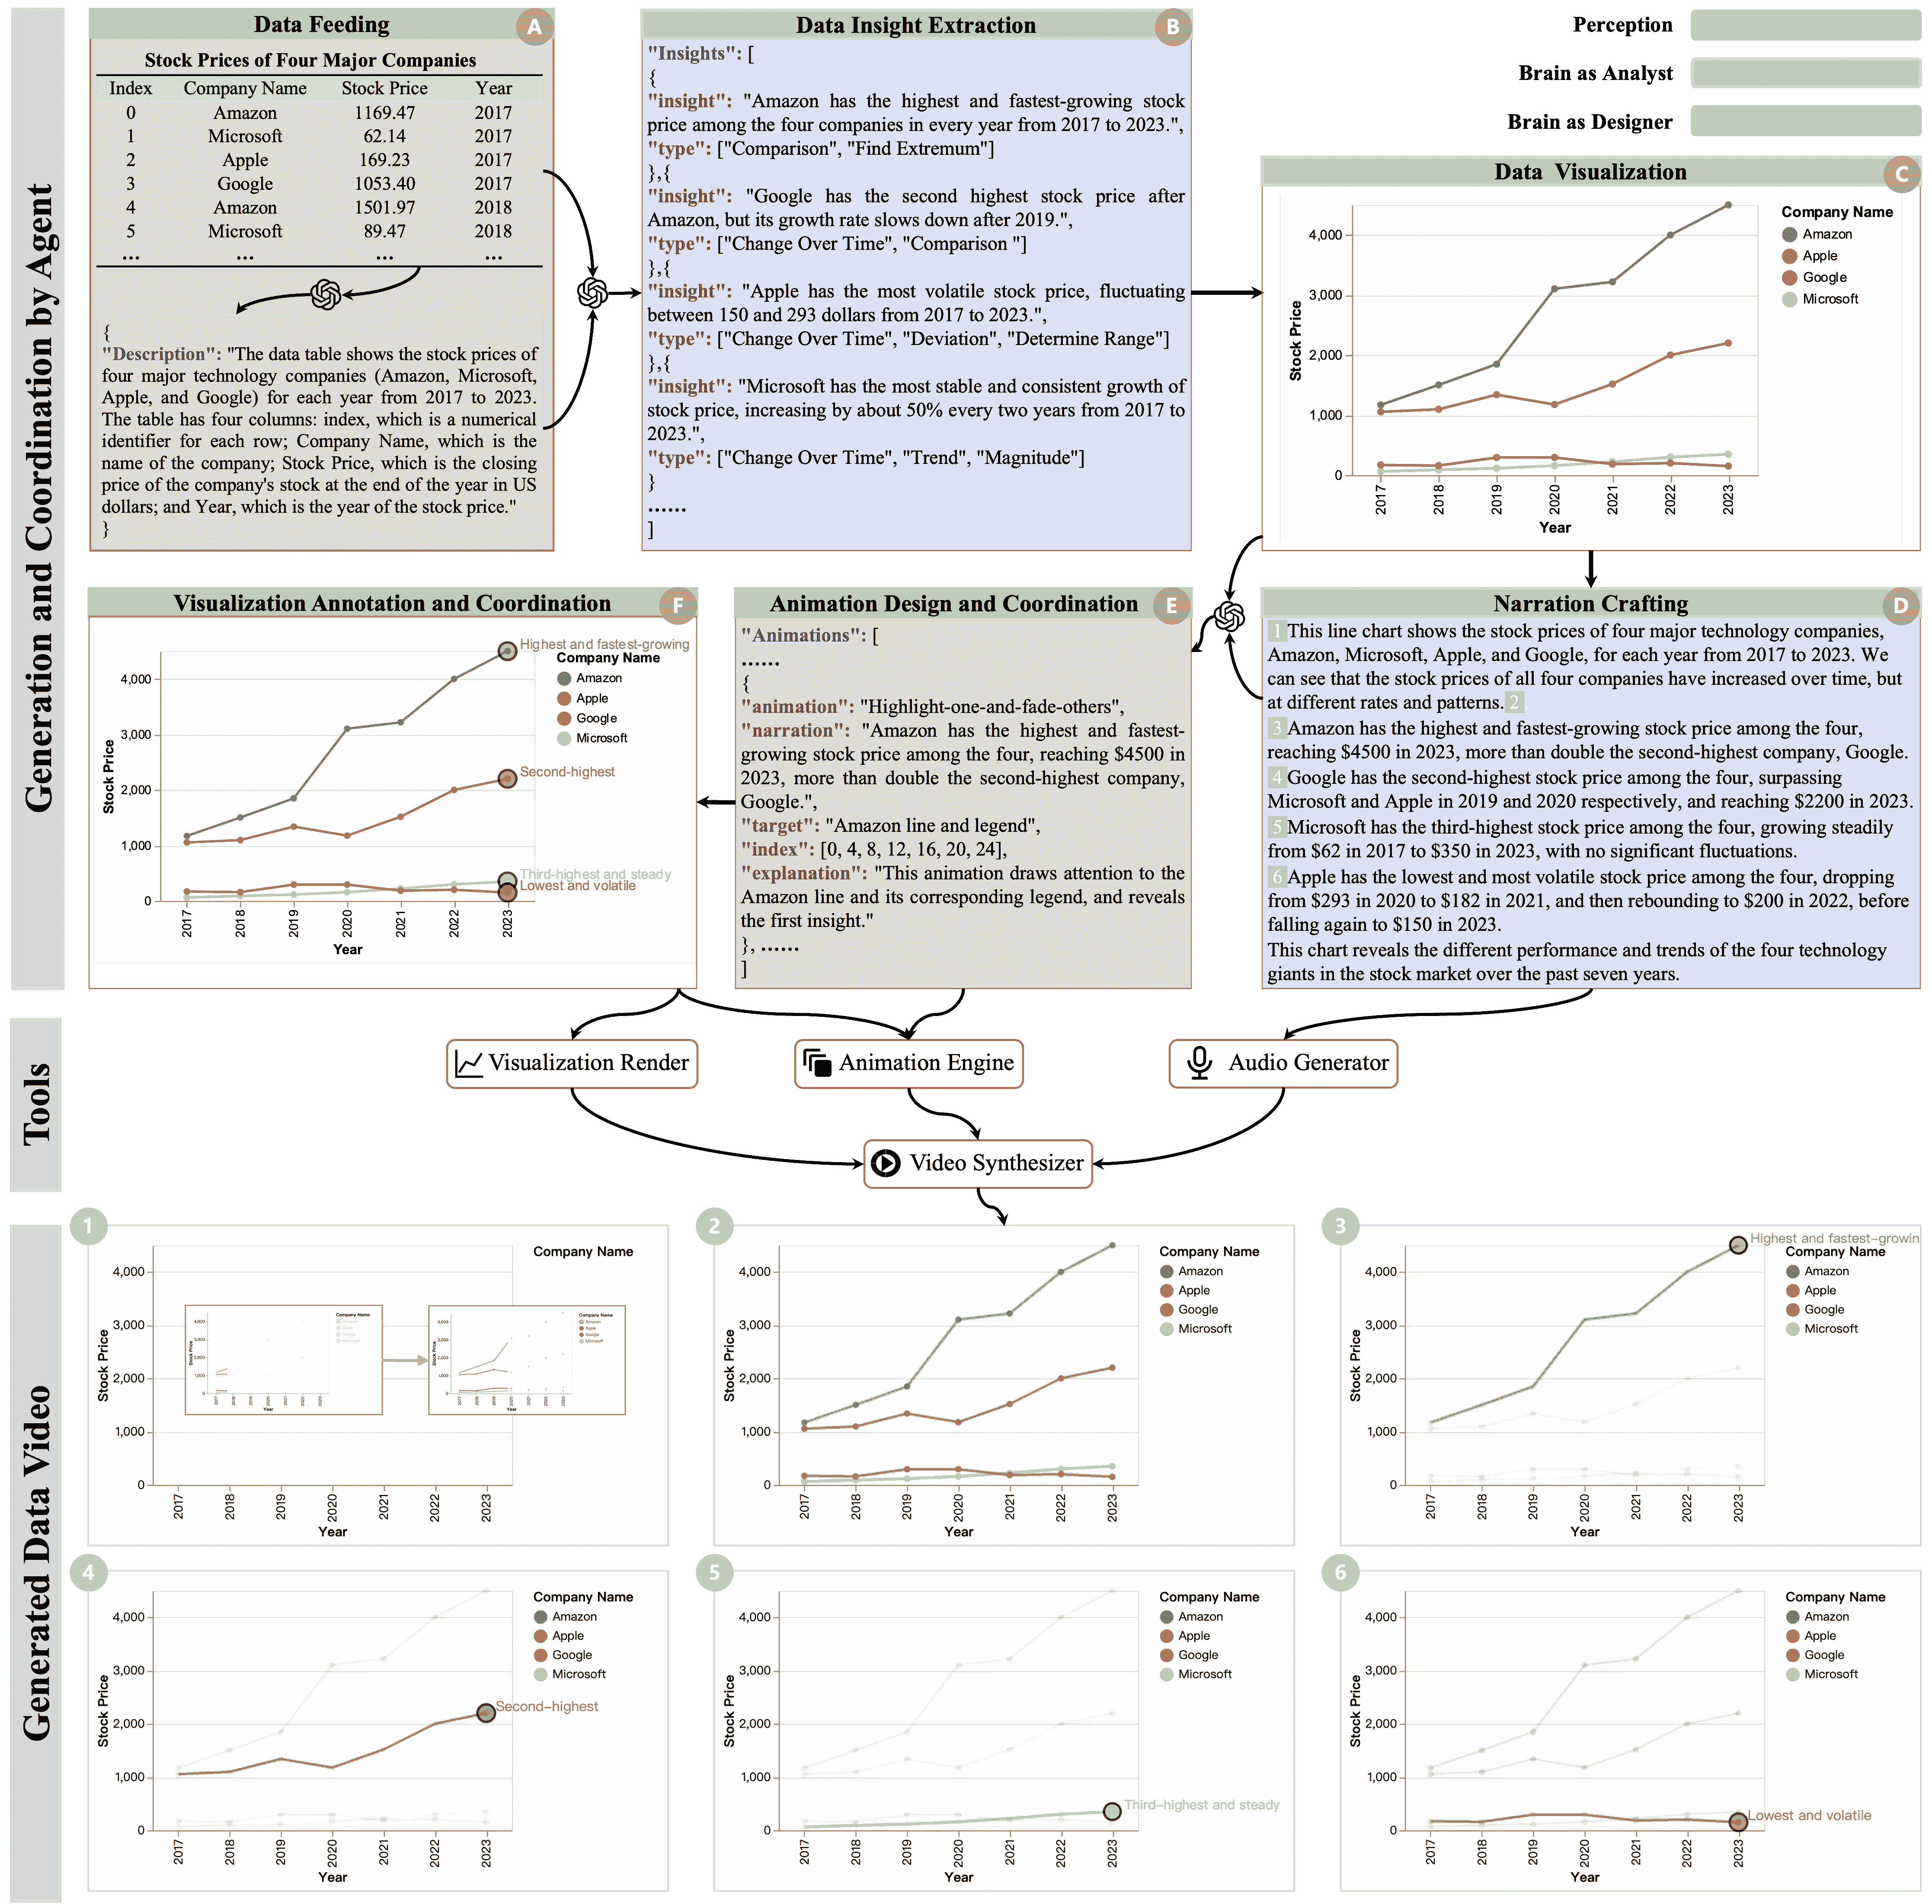 Generation and Coordination by Agent
Data Feeding
A
Stock Prices of Four Major Companies
Index Company Name Stock Price Year
0 Amazon 1169.47 2017
1 Microsoft 62.14 2017
2 Apple 169.23 2017
3 Google 1053.40 2017
4 Amazon 1501.97 2018
5 Microsoft 89.47 2018
... ... ... ...
{
"Description": "The data table shows the stock prices of
four major technology companies (Amazon, Microsoft,
Apple, and Google) for each year from 2017 to 2023.
The table has four columns: index, which is a numerical
identifier for each row; Company Name, which is the
name of the company; Stock Price, which is the closing
price of the company's stock at the end of the year in US
dollars; and Year, which is the year of the stock price."
}
Data Insight Extraction
B
"Insights": [
{
"insight": "Amazon has the highest and fastest-growing stock
price among the four companies in every year from 2017 to 2023.",
"type": ["Comparison", "Find Extremum"]
},{
"insight": "Google has the second highest stock price after
Amazon, but its growth rate slows down after 2019.",
"type": ["Change Over Time", "Comparison "]
},{
"insight": "Apple has the most volatile stock price, fluctuating
between 150 and 293 dollars from 2017 to 2023.",
"type": ["Change Over Time", "Deviation", "Determine Range"]
},{
"insight": "Microsoft has the most stable and consistent growth of
stock price, increasing by about 50% every two years from 2017 to
2023.",
"type": ["Change Over Time", "Trend", "Magnitude"]
}
......
]
Perception
Brain as Analyst
Brain as Designer
Data Visualization
C
Company Name
Amazon
Apple
Google
Microsoft
Stock Price
4,000
3,000
2,000
1,000
0
2017 2018 2019 2020 2021 2022 2023
Year
Narration Crafting
D
1 This line chart shows the stock prices of four major technology companies,
Amazon, Microsoft, Apple, and Google, for each year from 2017 to 2023. We
can see that the stock prices of all four companies have increased over time, but
at different rates and patterns. 2
3 Amazon has the highest and fastest-growing stock price among the four,
reaching $4500 in 2023, more than double the second-highest company, Google.
4 Google has the second-highest stock price among the four, surpassing
Microsoft and Apple in 2019 and 2020 respectively, and reaching $2200 in 2023.
5 Microsoft has the third-highest stock price among the four, growing steadily
from $62 in 2017 to $350 in 2023, with no significant fluctuations.
6 Apple has the lowest and most volatile stock price among the four, dropping
from $293 in 2020 to $182 in 2021, and then rebounding to $200 in 2022, before
falling again to $150 in 2023.
This chart reveals the different performance and trends of the four technology
giants in the stock market over the past seven years.
Animation Design and Coordination
E
"Animations": [
......
{
"animation": "Highlight-one-and-fade-others",
"narration": "Amazon has the highest and fastest-
growing stock price among the four, reaching $4500 in
2023, more than double the second-highest company,
Google.",
"target": "Amazon line and legend",
"index": [0, 4, 8, 12, 16, 20, 24],
"explanation": "This animation draws attention to the
Amazon line and its corresponding legend, and reveals
the first insight."
}, ......
]
Visualization Annotation and Coordination
F
Highest and fastest-growing
Company Name
Amazon
Apple
Google
Microsoft
Second-highest
Third-highest and steady
Lowest and volatile
Stock Price
4,000
3,000
2,000
1,000
0
2017 2018 2019 2020 2021 2022 2023
Year
Tools
Visualization Render
Animation Engine
Audio Generator
Video Synthesizer
Generated Data Video
1
Company Name
Stock Price
4,000
3,000
2,000
1,000
0
2017 2018 2019 2020 2021 2022 2023
Year
2
Company Name
Amazon
Apple
Google
Microsoft
Stock Price
4,000
3,000
2,000
1,000
0
2017 2018 2019 2020 2021 2022 2023
Year
3
Highest and fastest-growin
Company Name
Amazon
Apple
Google
Microsoft
Stock Price
4,000
3,000
2,000
1,000
0
2017 2018 2019 2020 2021 2022 2023
Year
4
Company Name
Amazon
Apple
Google
Microsoft
Second-highest
Stock Price
4,000
3,000
2,000
1,000
0
2017 2018 2019 2020 2021 2022 2023
Year
5
Company Name
Amazon
Apple
Google
Microsoft
Third-highest and steady
Stock Price
4,000
3,000
2,000
1,000
0
2017 2018 2019 2020 2021 2022 2023
Year
6
Company Name
Amazon
Apple
Google
Microsoft
Lowest and volatile
Stock Price
4,000
3,000
2,000
1,000
0
2017 2018 2019 2020 2021 2022 2023
Year